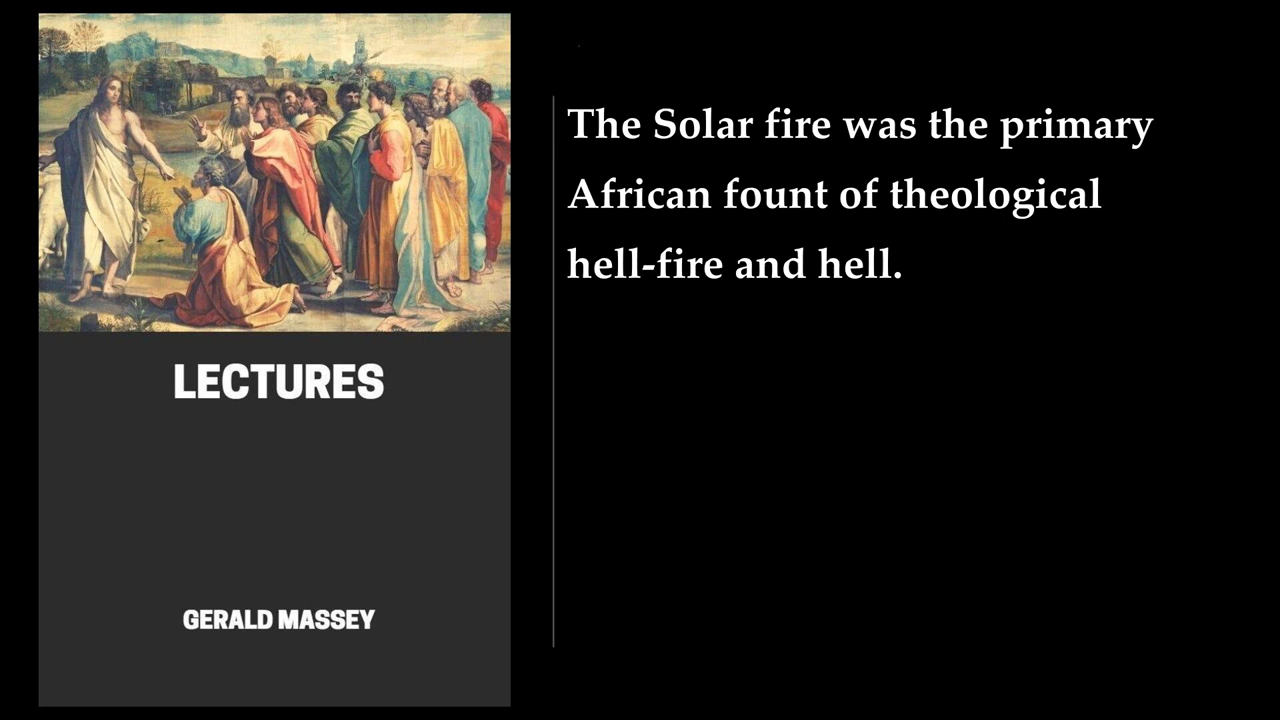 LECTURES
GERALD MASSEY
The Solar fire was the primary
African fount of theological
hell-fire and hell.